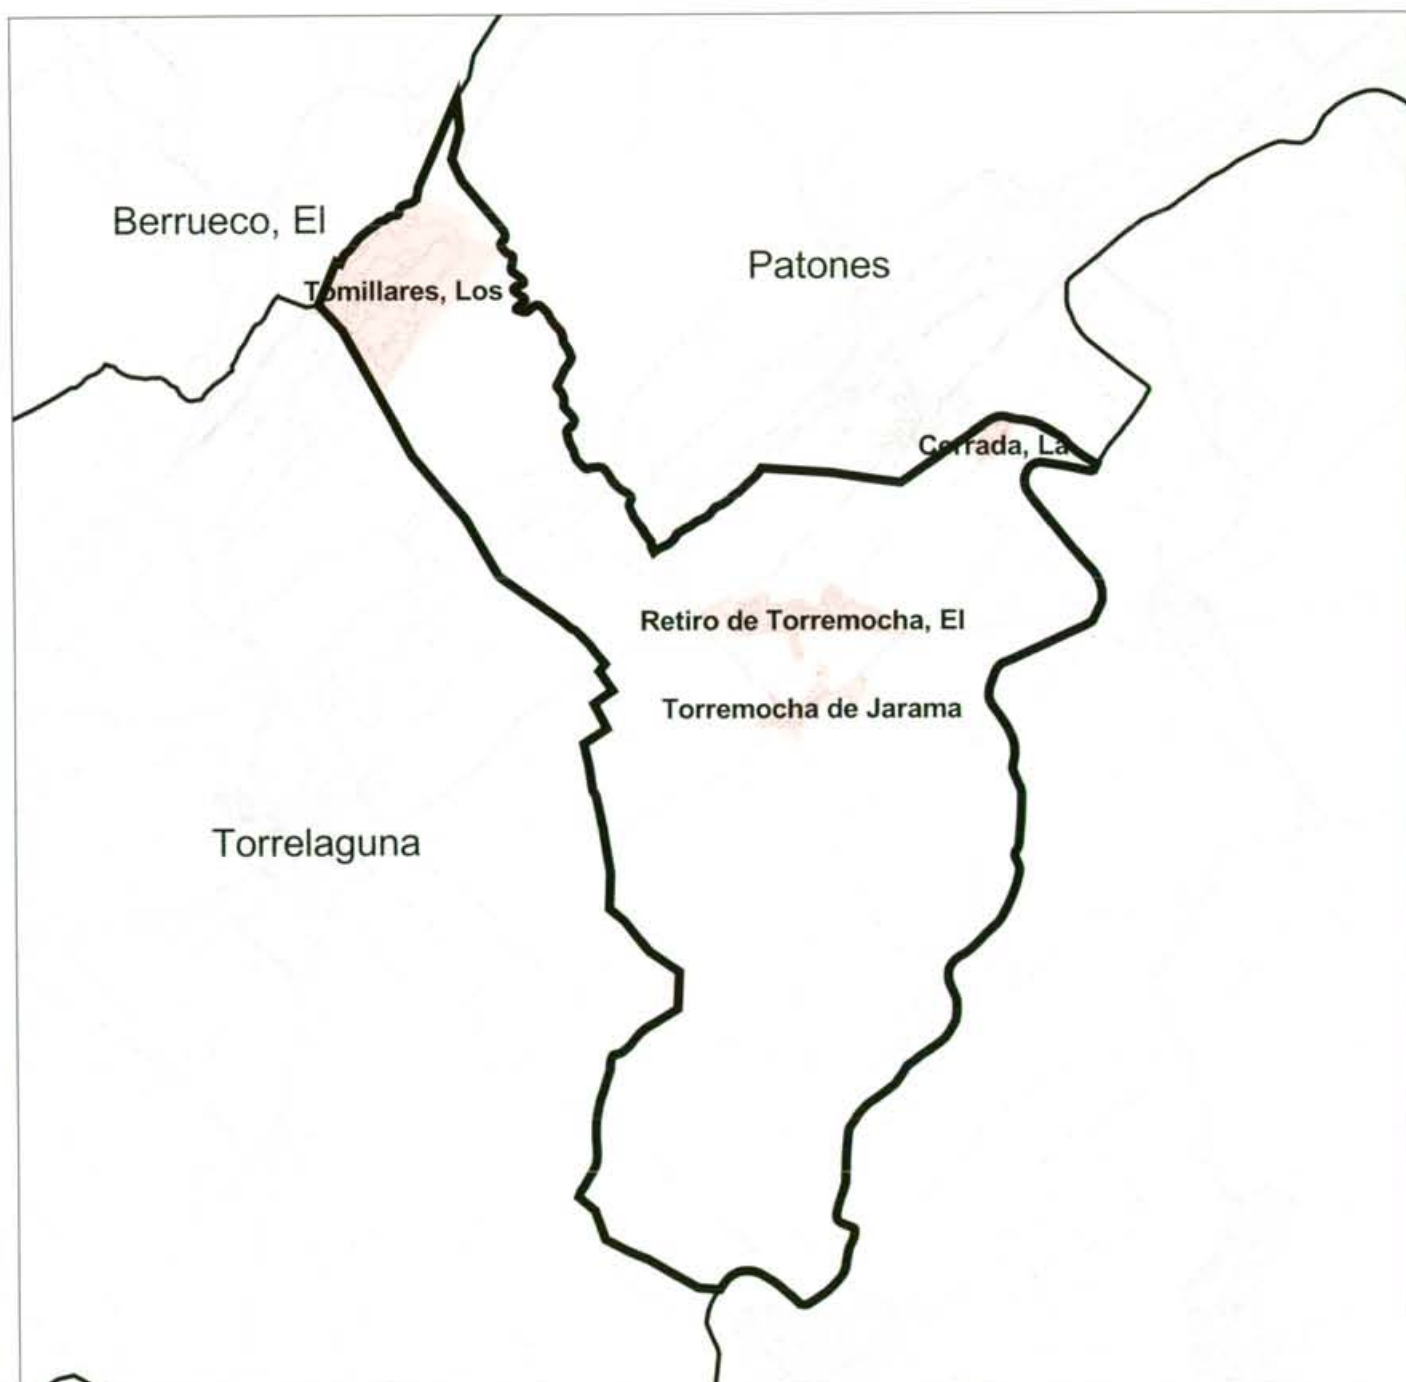 Berrueco, El
Patones
Tomillares, Los
Cerrada, La
Retiro de Torremocha, El
Torremocha de Jarama
Torrelaguna